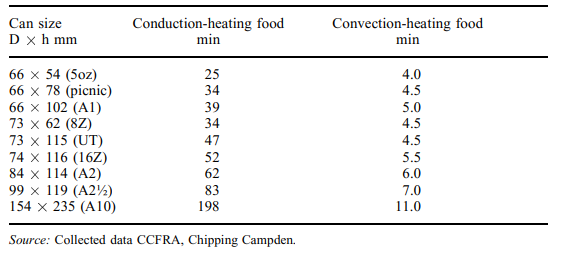 Can size Conduction-heating food Convection-heating food
D × h mm min min
66 × 54 (5oz) 25 4.0
66 × 78 (picnic) 34 4.5
66 × 102 (A1) 39 5.0
73 × 62 (8Z) 34 4.5
73 × 115 (UT) 47 4.5
74 × 116 (16Z) 52 5.5
84 × 114 (A2) 62 6.0
99 × 119 (A2½) 83 7.0
154 × 235 (A10) 198 11.0
Source: Collected data CCFRA, Chipping Campden.